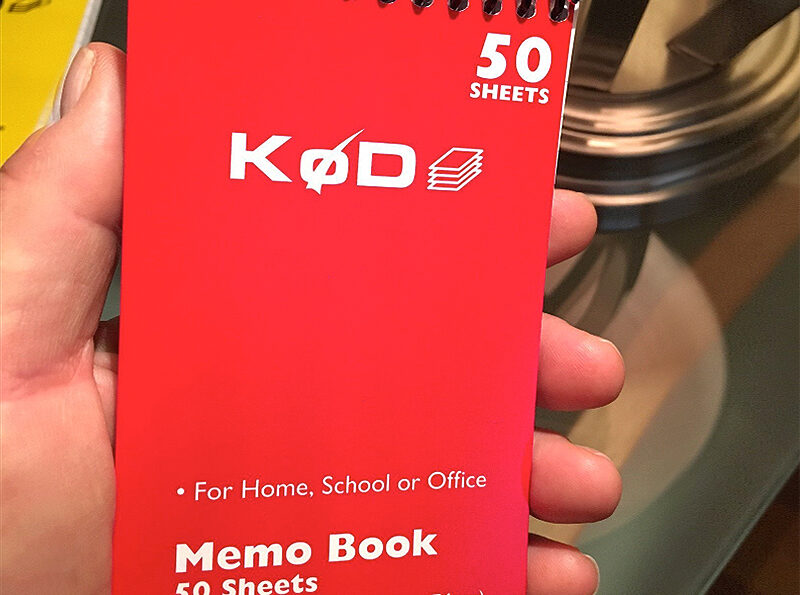 50
SHEETS
KøD
• For Home, School or Office
Memo Book
50 Sheets